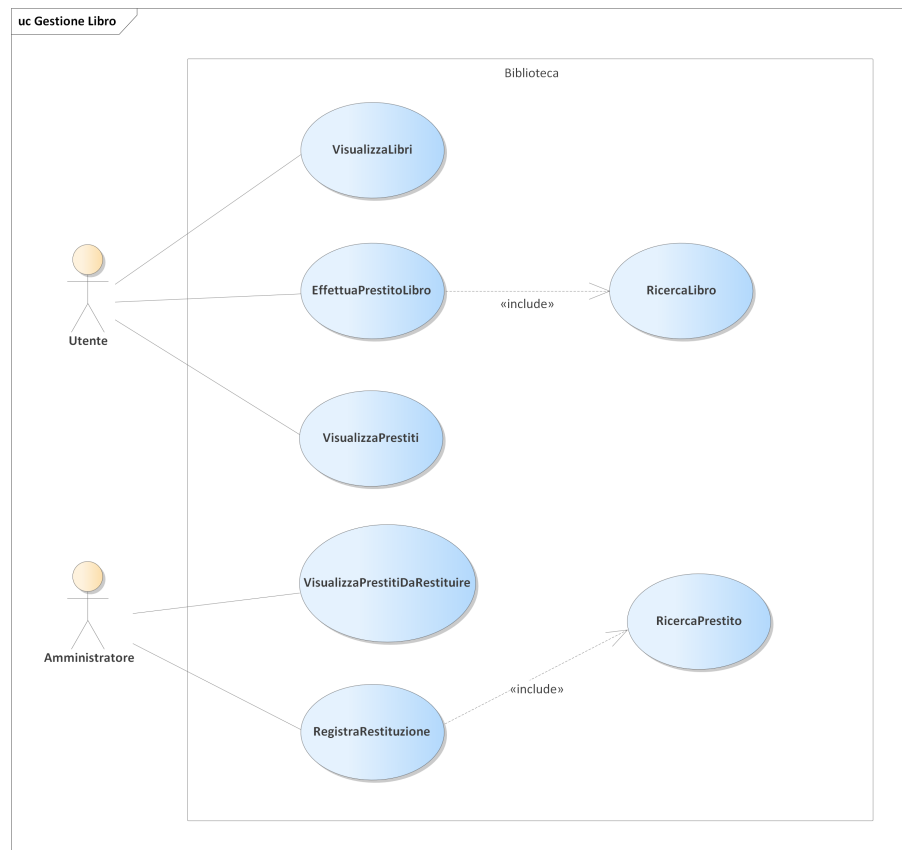 uc Gestione Libro
Biblioteca
VisualizzaLibri
EffettuaPrestitoLibro
«include»
RicercaLibro
Utente
VisualizzaPrestiti
VisualizzaPrestitiDaRestituire
RicercaPrestito
Amministratore
«include»
RegistraRestituzione